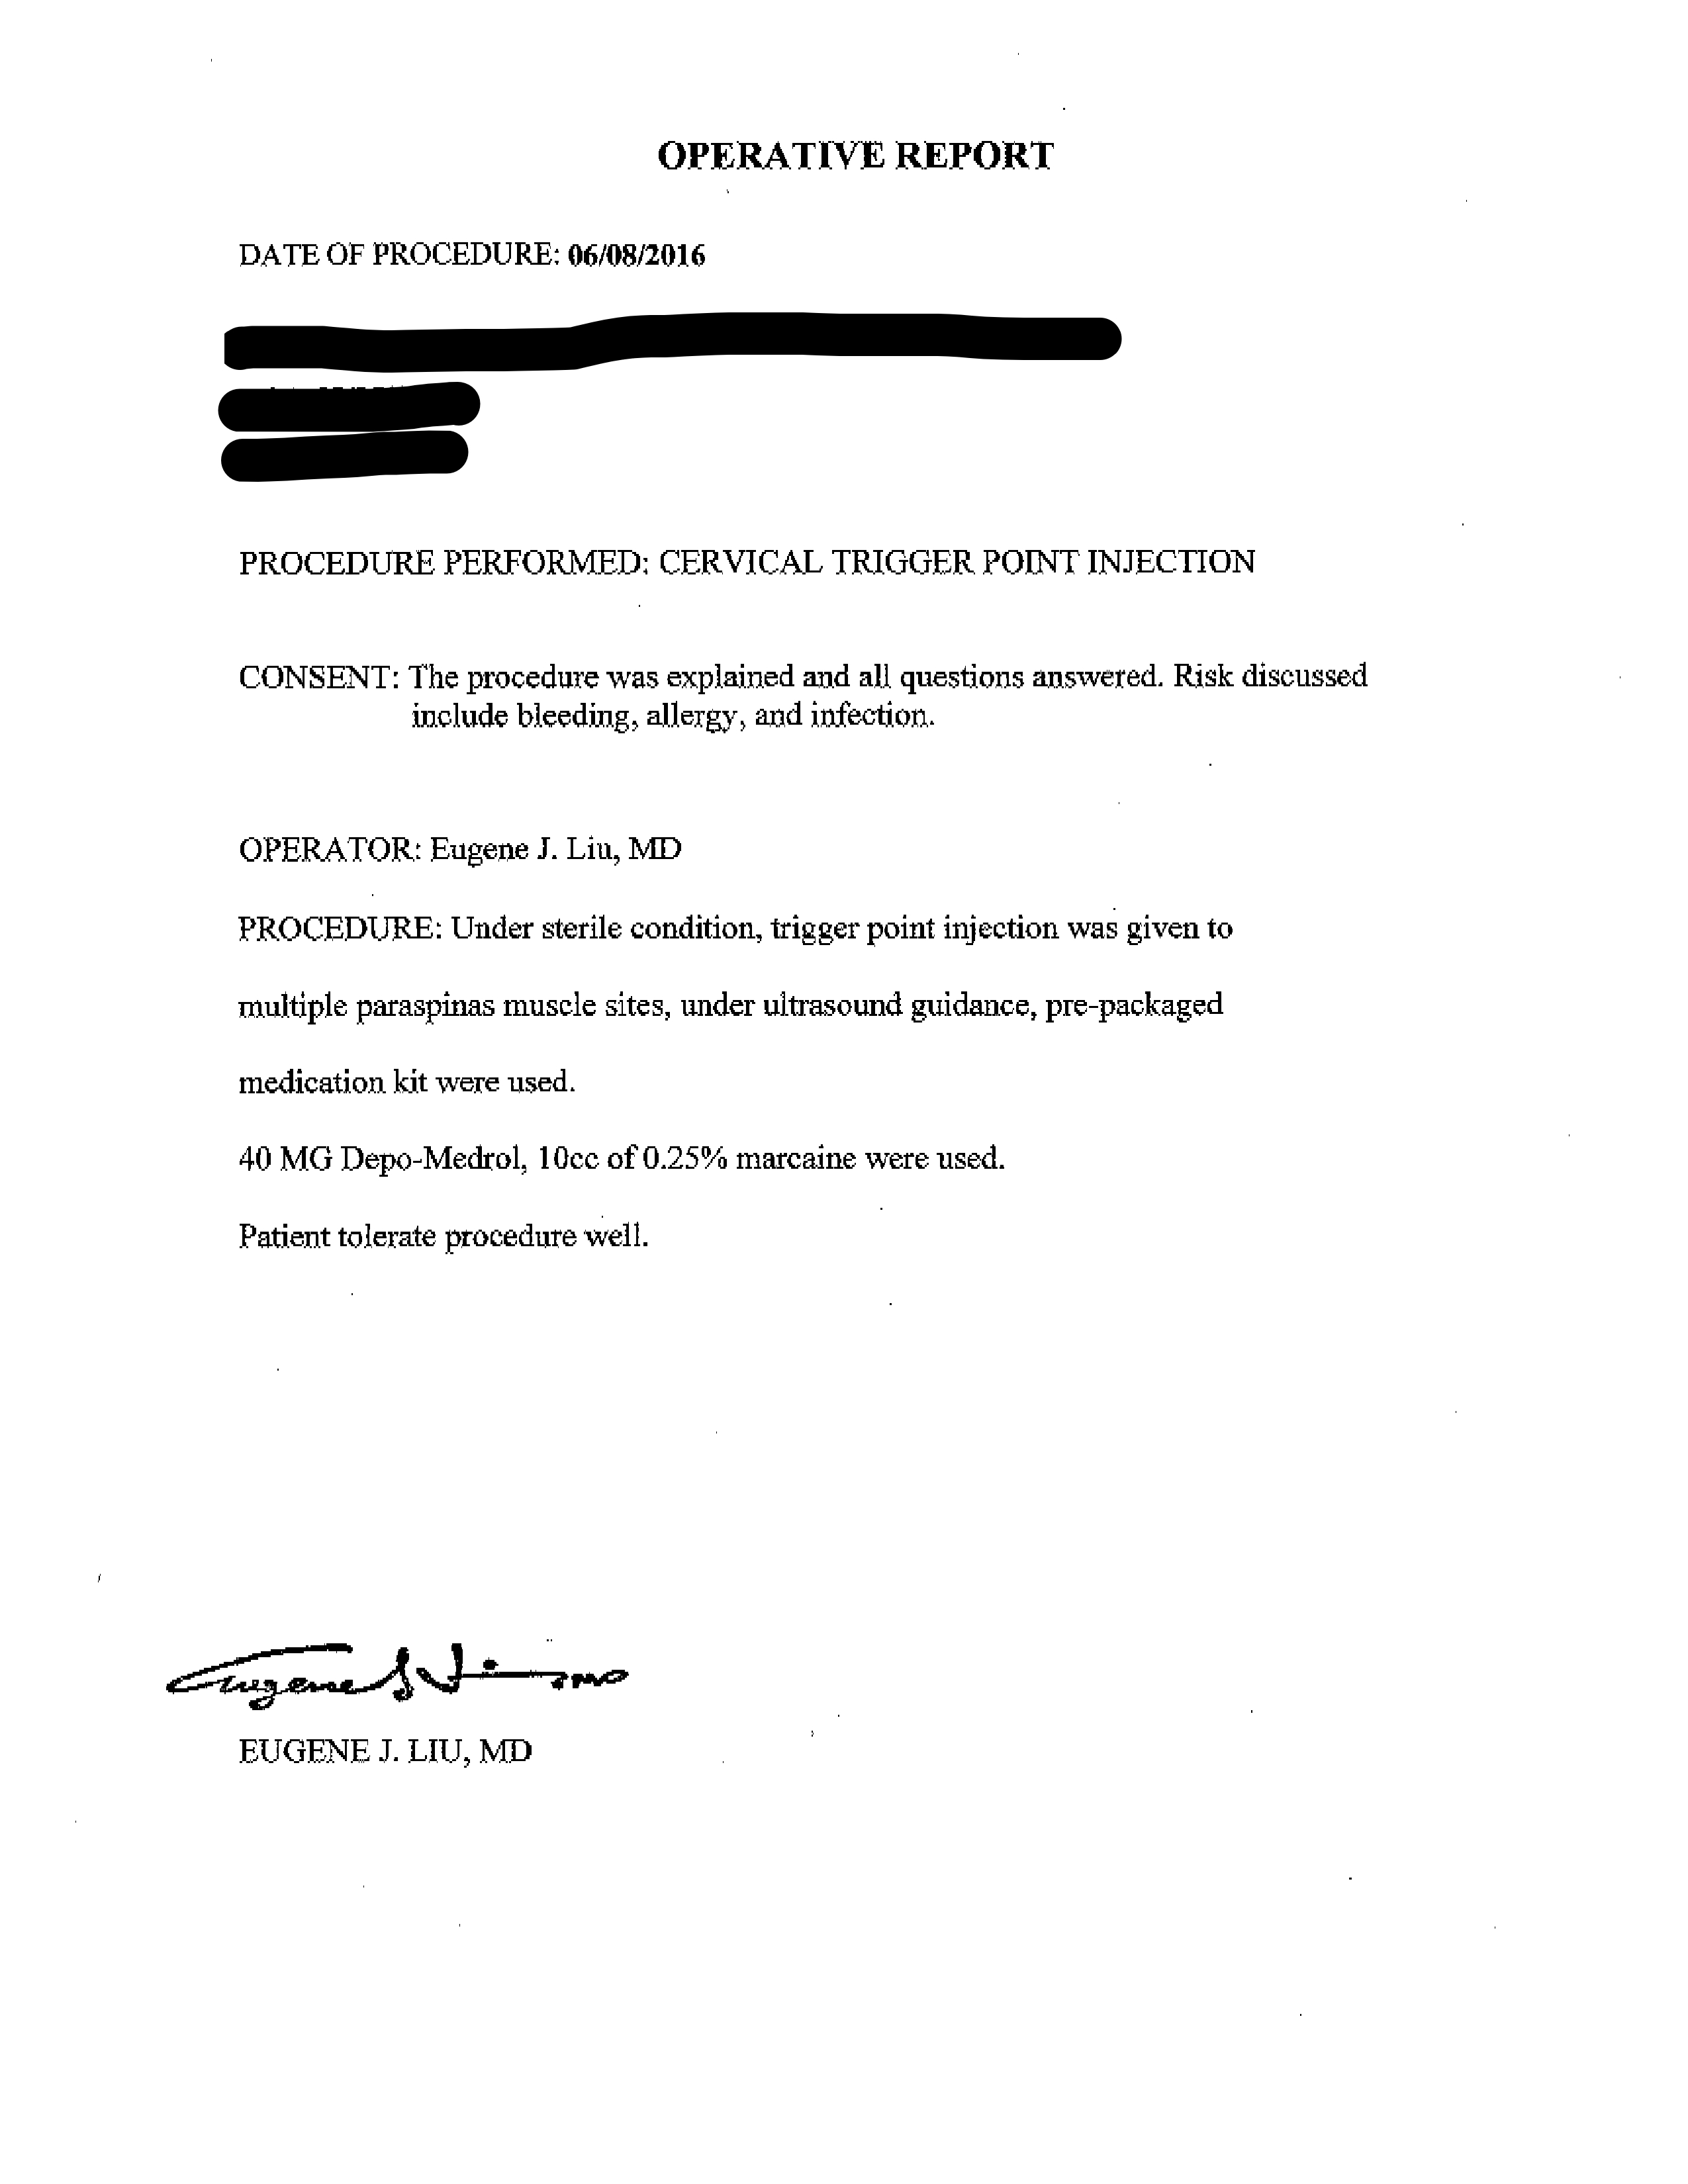 OPERATIVE REPORT
DATE OF PROCEDURE: 06/08/2016
PROCEDURE PERFORMED: CERVICAL TRIGGER POINT INJECTION
CONSENT: The procedure was explained and all questions answered. Risk discussed
include bleeding, allergy, and infection.
OPERATOR: Eugene J. Liu, MD
PROCEDURE: Under sterile condition, trigger point injection was given to
multiple paraspinas muscle sites, under ultrasound guidance, pre-packaged
medication kit were used.
40 MG Depo-Medrol, 10cc of 0.25% marcaine were used.
Patient tolerate procedure well.
Eugene J Liu, MD
EUGENE J. LIU, MD